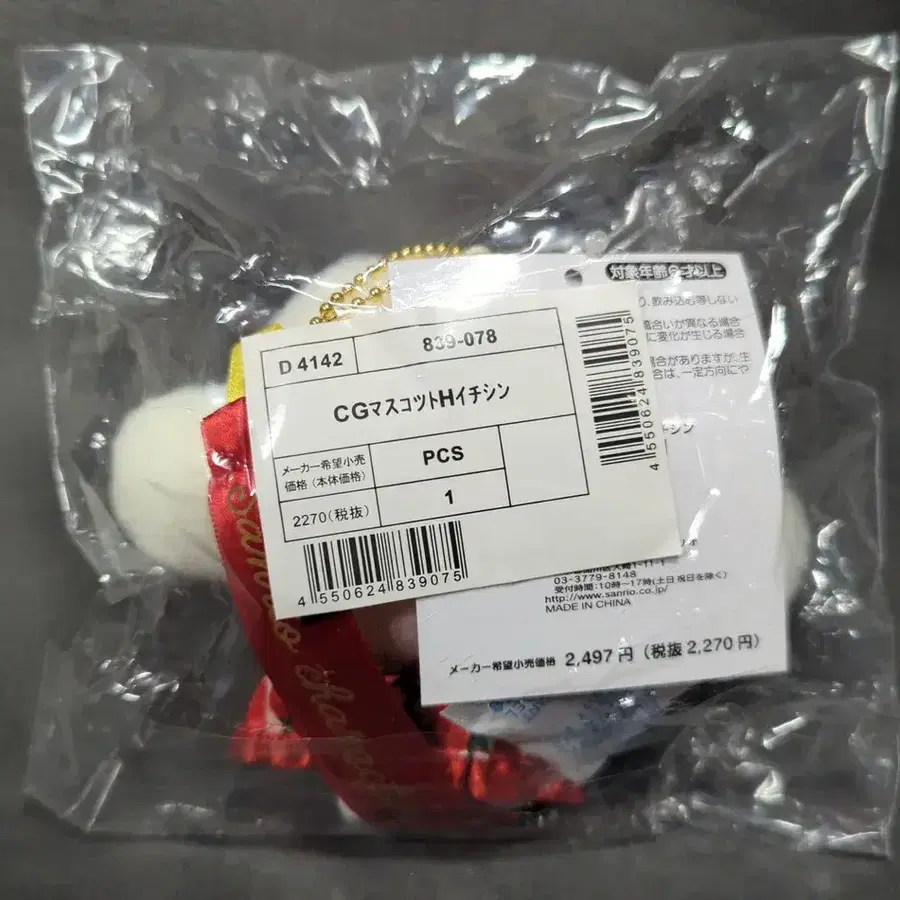 D 4142
839-078
CGマスコットHイチシン
メーカー希望小売
価格(本体価格)
PCS
2270(税抜)
1
4 550624 839075
4 550624 839075
対象年齢6才以上
、飲み込む等しない
合いが異なる場合
に変化が生じる場合
場合がありますが、生
合は、一定方向にや
シン
03-3779-8148
受付時間:10時〜17時(土日祝日を除く)
http://www.sanrio.co.jp/
MADE IN CHINA
メーカー希望小売価格 2,497円(税抜2,270円)
Sanrio